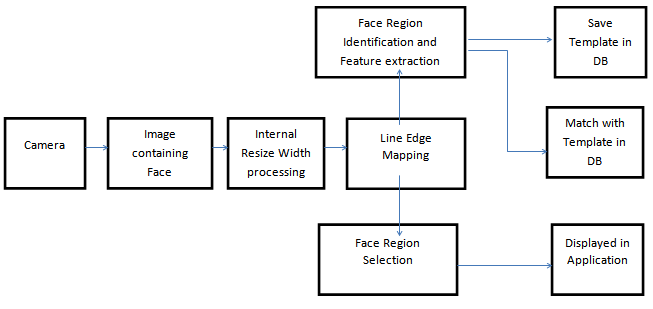 Face Region
Identification and
Feature extraction
Save
Template in
DB
Camera
Image
containing
Face
Internal
Resize Width
processing
Line Edge
Mapping
Match with
Template in
DB
Face Region
Selection
Displayed in
Application